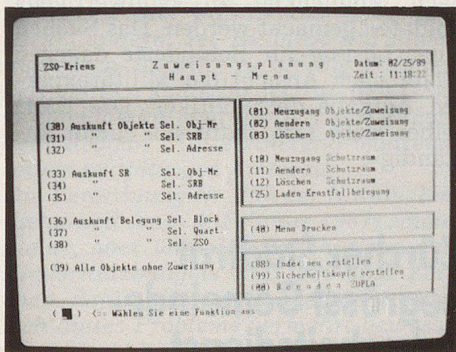 ZSO-Kriens Zuweisungsplanung Datum: 02/25/89
Haupt - Menu Zeit : 11:18:22
(30) Auskunft Objekte Sel. Obj-Nr
(31) " " Sel. SRB
(32) " " Sel. Adresse
(33) Auskunft SR Sel. Obj-Nr
(34) " Sel. SRB
(35) " Sel. Adresse
(36) Auskunft Belegung Sel. Block
(37) " " Sel. Quart.
(38) " " Sel. ZSO
(39) Alle Objekte ohne Zuweisung
(01) Neuzugang Objekte/Zuweisung
(02) Aendern Objekte/Zuweisung
(03) Löschen Objekte/Zuweisung
(10) Neuzugang Schutzraum
(11) Aendern Schutzraum
(12) Löschen Schutzraum
(25) Laden Ernstfallbelegung
(40) Menu Drucken
(88) Index neu erstellen
(99) Sicherheitskopie erstellen
(00) Beenden ZUPLA
( ) <== Wählen Sie eine Funktion aus